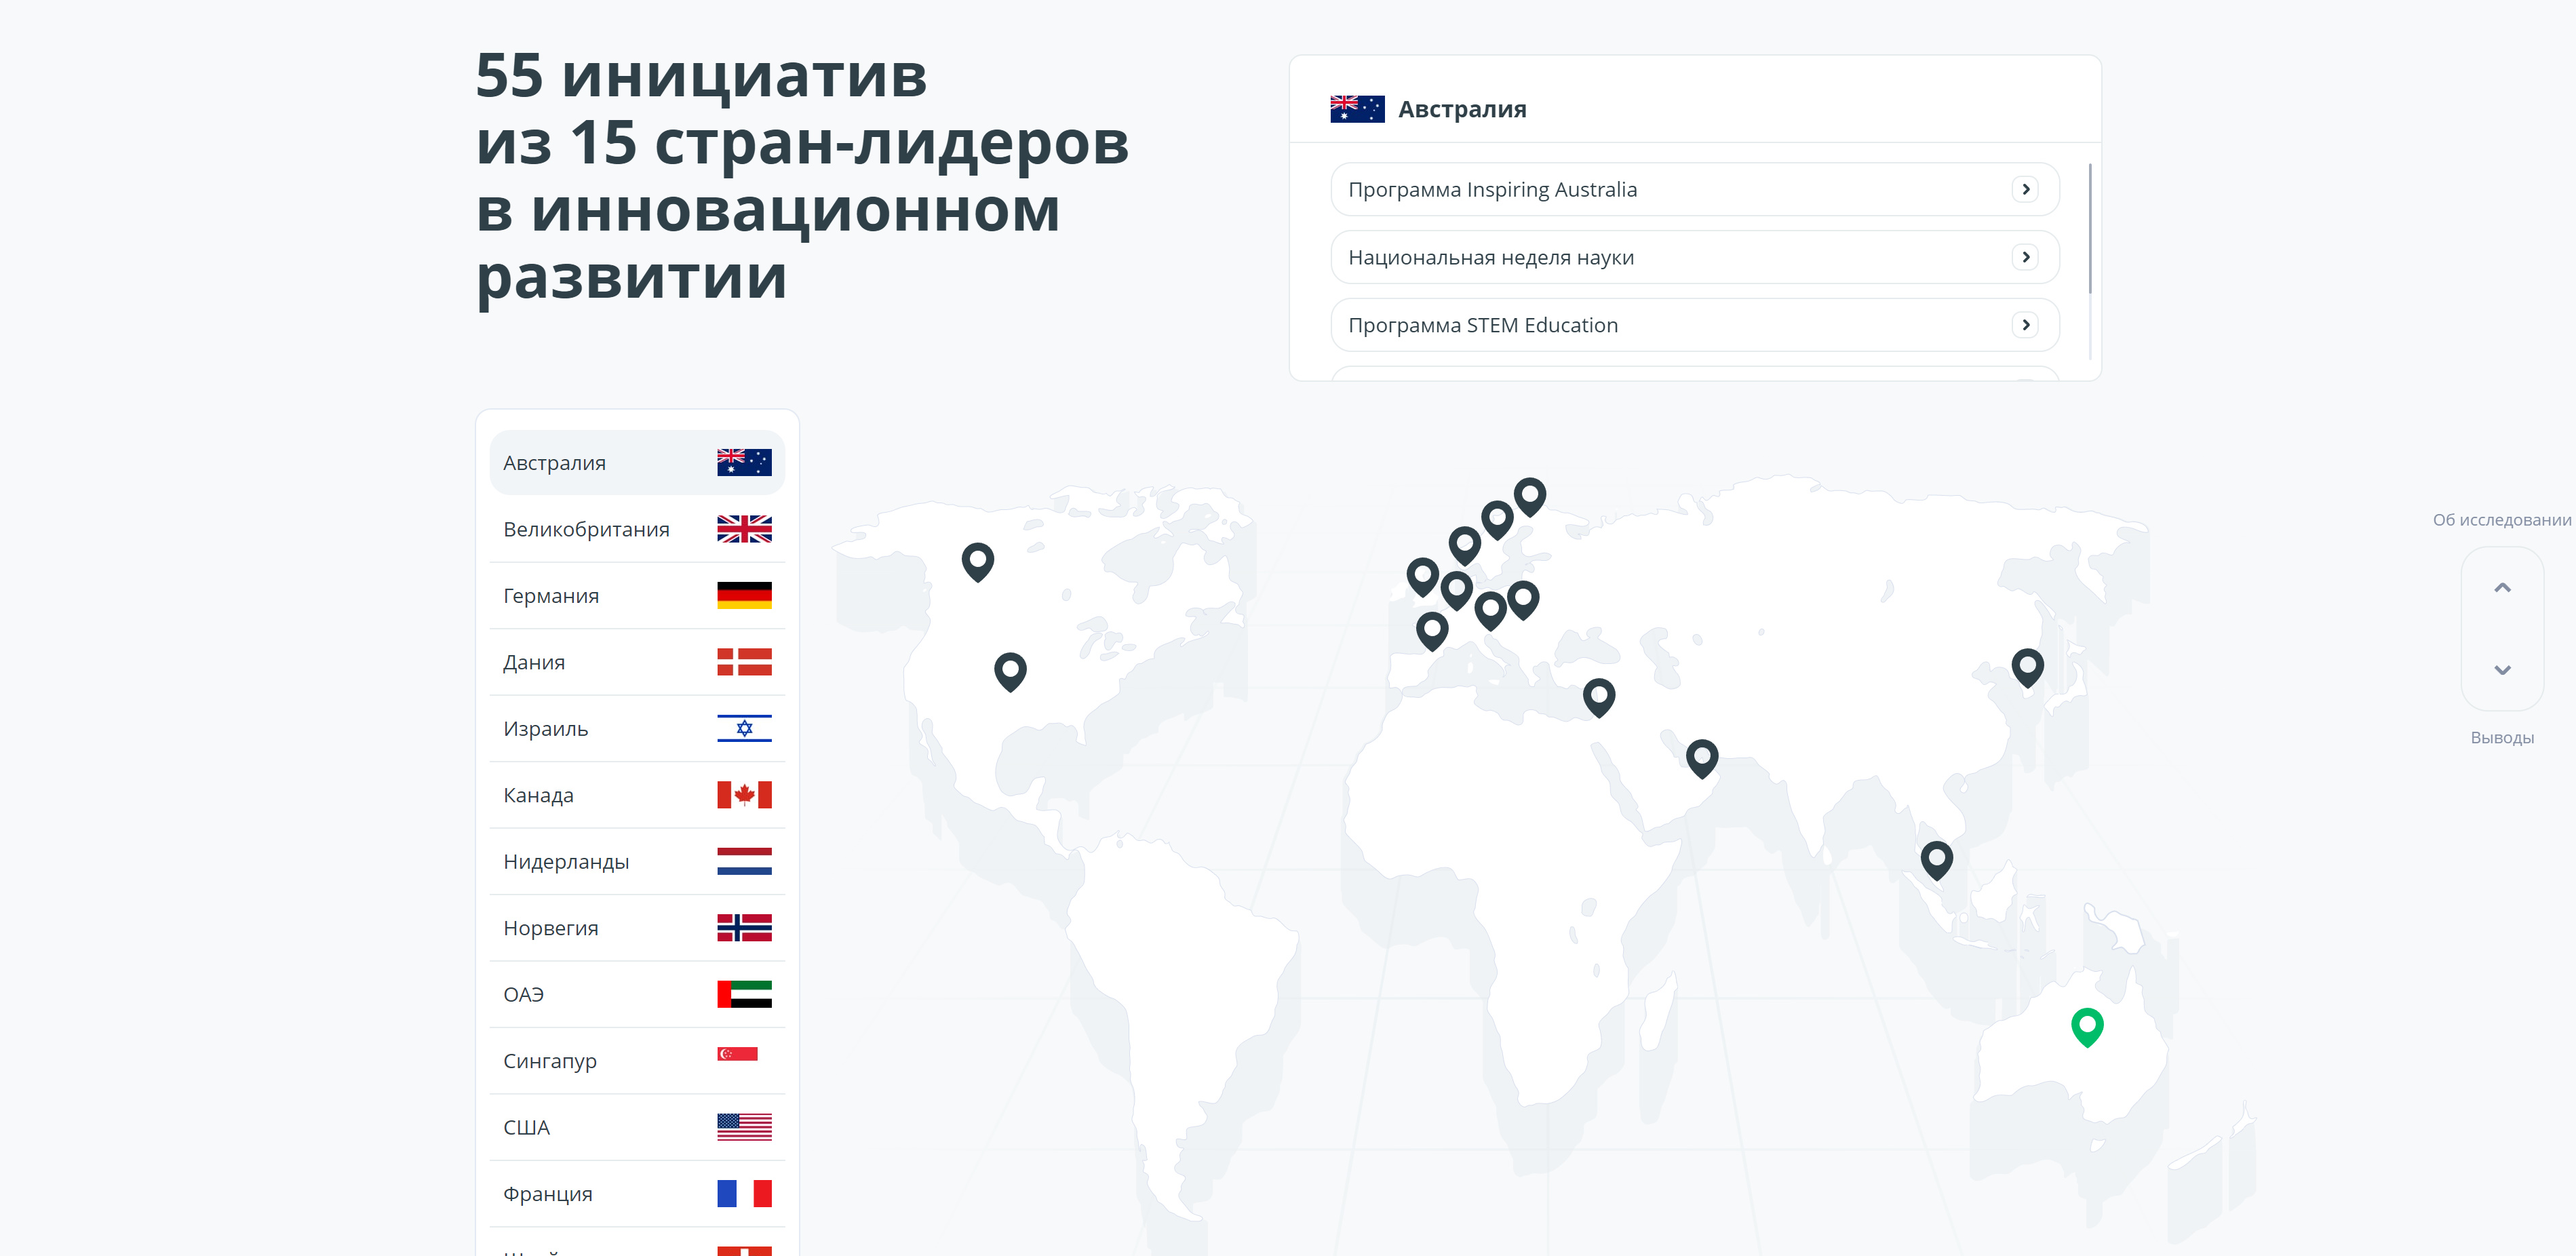 55 инициатив
из 15 стран-лидеров
в инновационном
развитии
Австралия
Программа Inspiring Australia
Национальная неделя науки
Программа STEM Education
Австралия
Великобритания
Германия
Дания
Израиль
Канада
Нидерланды
Норвегия
ОАЭ
Сингапур
США
Франция
Об исследовании
Выводы